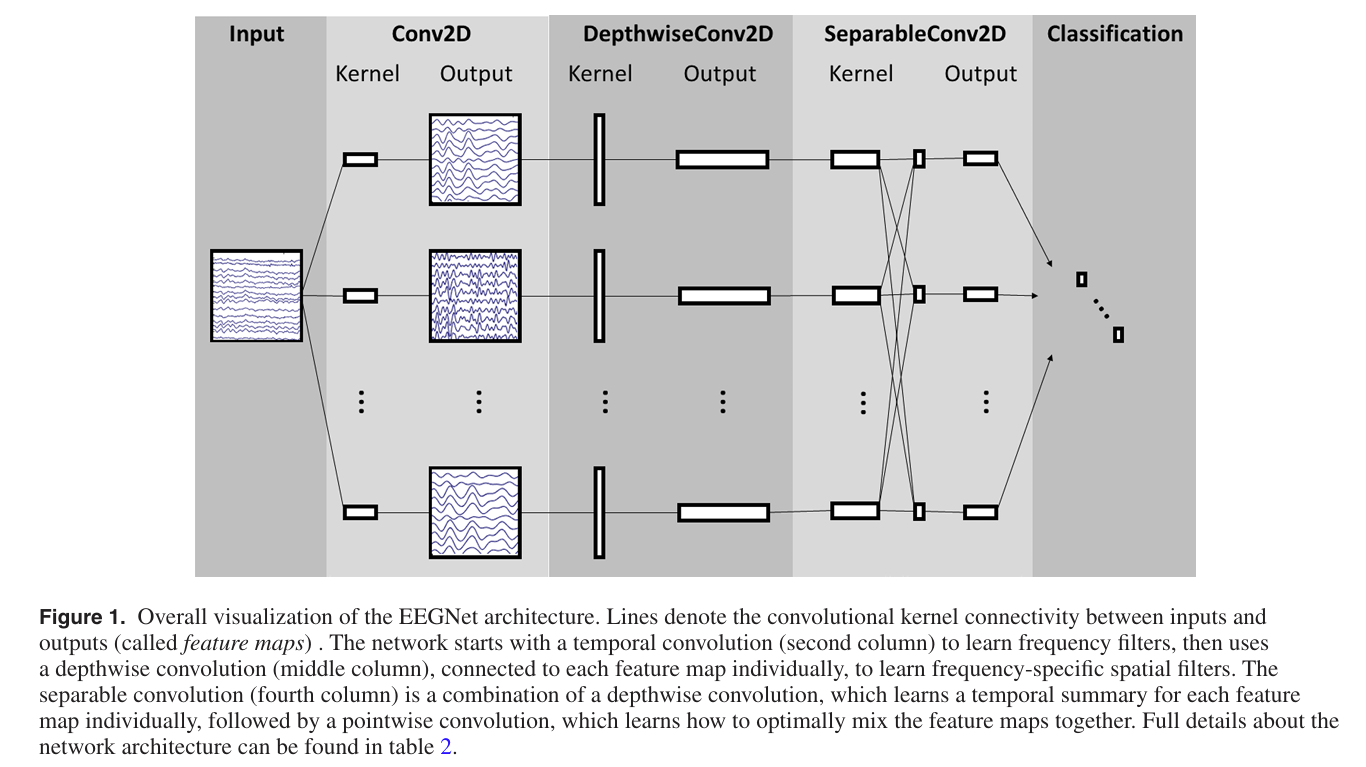 Input Conv2D DepthwiseConv2D SeparableConv2D Classification
Kernel Output Kernel Output Kernel Output
Figure 1. Overall visualization of the EEGNet architecture. Lines denote the convolutional kernel connectivity between inputs and
outputs (called feature maps) . The network starts with a temporal convolution (second column) to learn frequency filters, then uses
a depthwise convolution (middle column), connected to each feature map individually, to learn frequency-specific spatial filters. The
separable convolution (fourth column) is a combination of a depthwise convolution, which learns a temporal summary for each feature
map individually, followed by a pointwise convolution, which learns how to optimally mix the feature maps together. Full details about the
network architecture can be found in table 2.